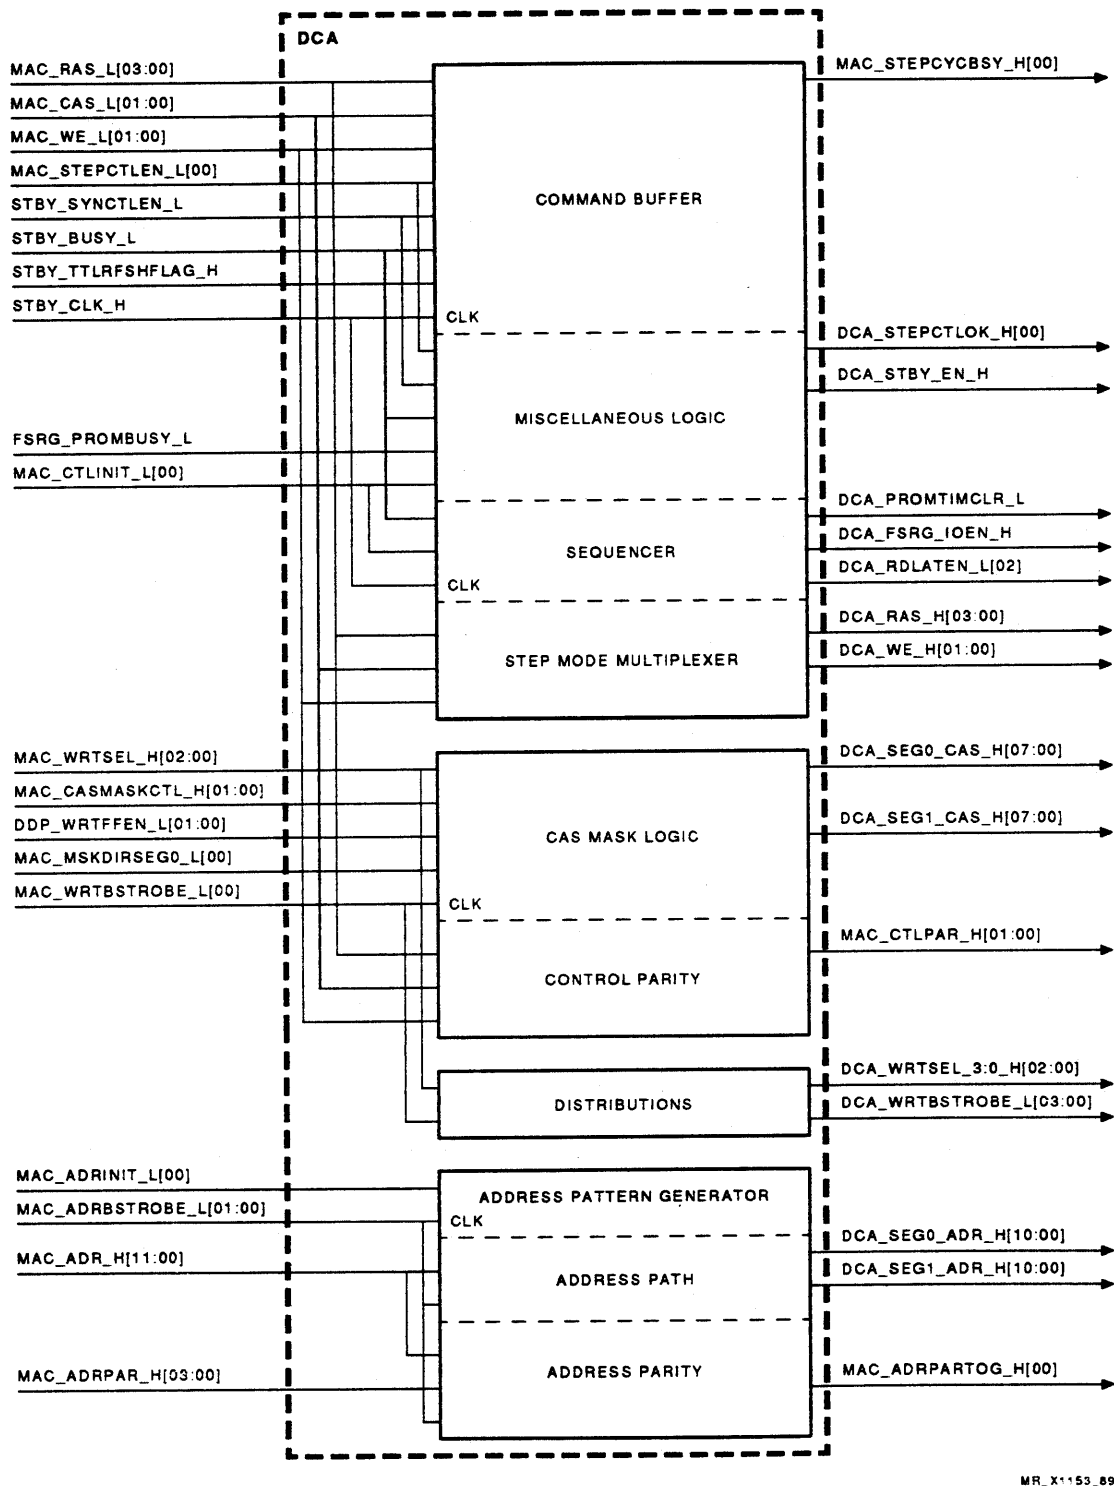 DCA
MAC_RAS_L[03:00]
MAC_STEPCYCBSY_H[00]
MAC_CAS_L[01:00]
MAC_WE_L[01:00]
MAC_STEPCTLEN_L[00]
STBY_SYNCTLEN_L
COMMAND BUFFER
STBY_BUSY_L
STBY_TTLRFSHFLAG_H
STBY_CLK_H
CLK
DCA_STEPCTLOK_H[00]
DCA_STBY_EN_H
MISCELLANEOUS LOGIC
FSRG_PROMBUSY_L
MAC_CTLINIT_L[00]
DCA_PROMTIMCLR_L
DCA_FSRG_IOEN_H
SEQUENCER
DCA_RDLATEN_L[02]
CLK
DCA_RAS_H[03:00]
DCA_WE_H[01:00]
STEP MODE MULTIPLEXER
MAC_WRTSEL_H[02:00]
DCA_SEG0_CAS_H[07:00]
MAC_CASMASKCTL_H[01:00]
DDP_WRTFFEN_L[01:00]
DCA_SEG1_CAS_H[07:00]
CAS MASK LOGIC
MAC_MSKDIRSEG0_L[00]
MAC_WRTBSTROBE_L[00]
CLK
MAC_CTLPAR_H[01:00]
CONTROL PARITY
DCA_WRTSEL_3:0_H[02:00]
DCA_WRTBSTROBE_L[03:00]
DISTRIBUTIONS
MAC_ADRINIT_L[00]
ADDRESS PATTERN GENERATOR
MAC_ADRBSTROBE_L[01:00]
CLK
DCA_SEG0_ADR_H[10:00]
MAC_ADR_H[11:00]
DCA_SEG1_ADR_H[10:00]
ADDRESS PATH
MAC_ADRPAR_H[03:00]
ADDRESS PARITY
MAC_ADRPARTOG_H[00]
MR_X1153_89